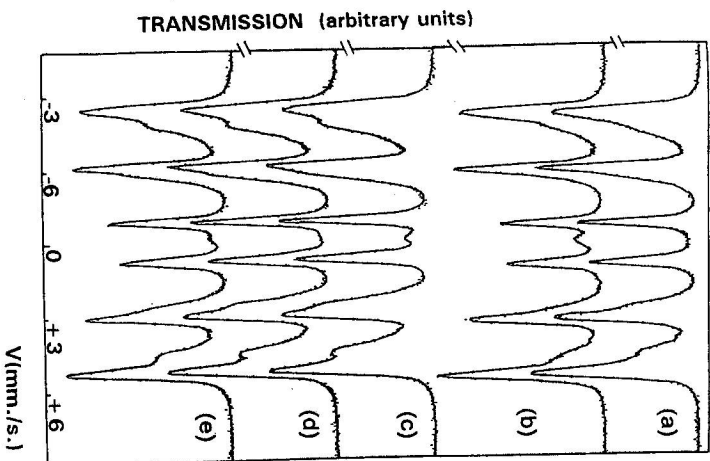 TRANSMISSION (arbitrary units)
(a)
(b)
(c)
(d)
(e)
-3
-6
0
+3
+6
V(mm./s.)